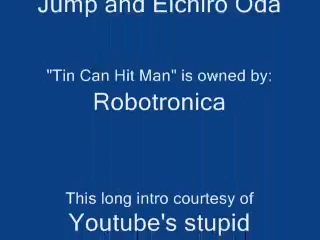 Jump and Eichiro Oda
"Tin Can Hit Man" is owned by:
Robotronica
This long intro courtesy of
Youtube's stupid